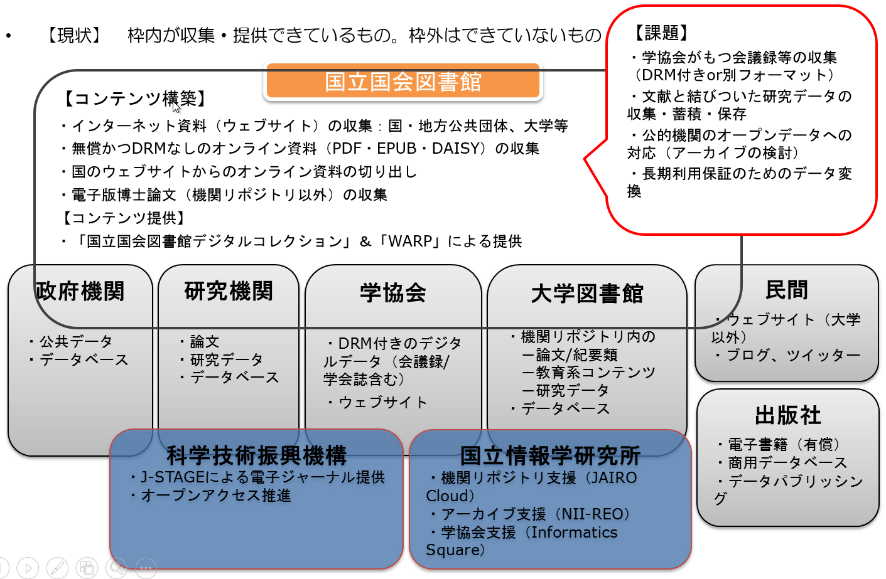 • 【現状】 枠内が収集・提供できているもの。枠外はできていないもの
【課題】
・学協会がもつ会議録等の収集
（DRM付きor別フォーマット）
・文献と結びついた研究データの
収集・蓄積・保存
・公的機関のオープンデータへの
対応（アーカイブの検討）
・長期利用保証のためのデータ変
換
国立国会図書館
【コンテンツ構築】
・インターネット資料（ウェブサイト）の収集：国・地方公共団体、大学等
・無償かつDRMなしのオンライン資料（PDF・EPUB・DAISY）の収集
・国のウェブサイトからのオンライン資料の切り出し
・電子版博士論文（機関リポジトリ以外）の収集
【コンテンツ提供】
・「国立国会図書館デジタルコレクション」＆「WARP」による提供
政府機関
・公共データ
・データベース
研究機関
・論文
・研究データ
・データベース
学協会
・DRM付きのデジタ
ルデータ（会議録/
学会誌含む）
・ウェブサイト
大学図書館
・機関リポジトリ内の
－論文/紀要類
－教育系コンテンツ
－研究データ
・データベース
民間
・ウェブサイト（大学
以外）
・ブログ、ツイッター
出版社
・電子書籍（有償）
・商用データベース
・データパブリッシン
グ
科学技術振興機構
・J-STAGEによる電子ジャーナル提供
・オープンアクセス推進
国立情報学研究所
・機関リポジトリ支援（JAIRO
Cloud）
・アーカイブ支援（NII-REO）
・学協会支援（Informatics
Square）